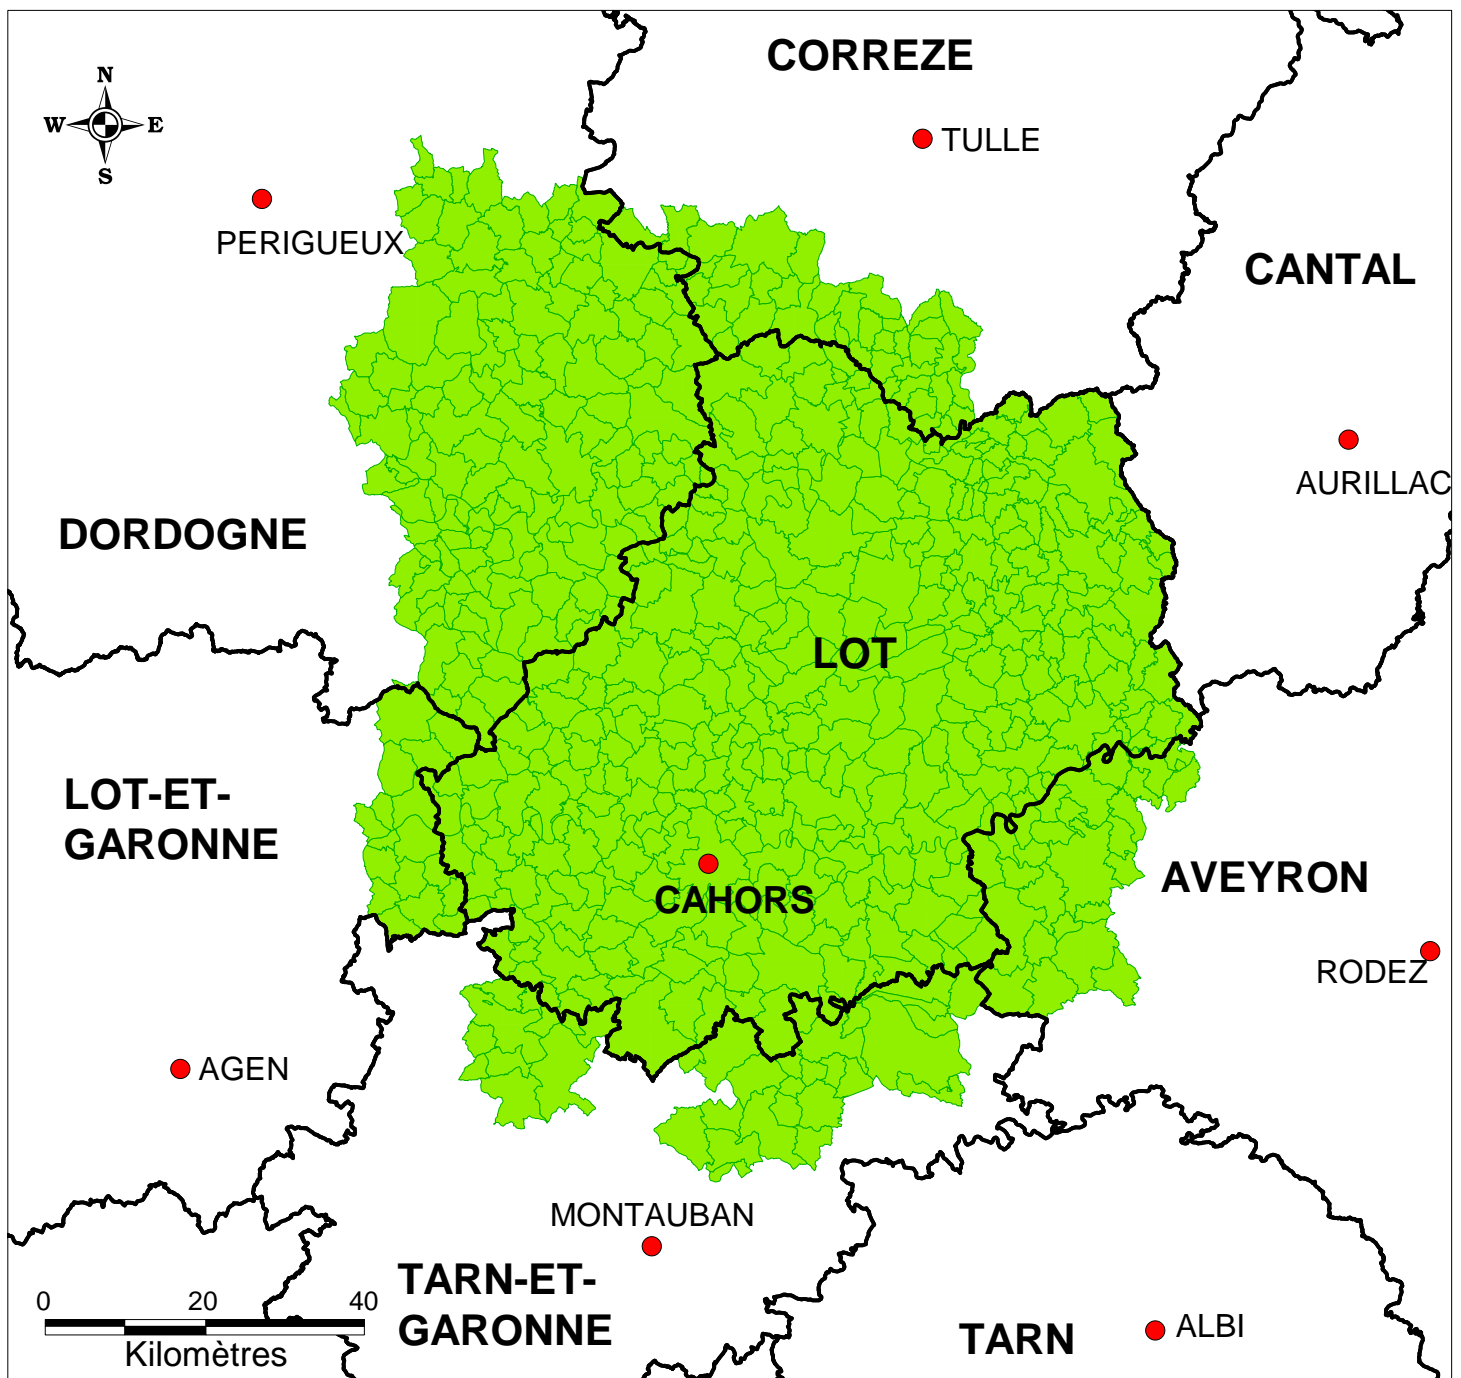 CORREZE
N
W E
S
TULLE
PERIGUEUX
CANTAL
AURILLAC
DORDOGNE
LOT
LOT-ET-
GARONNE
CAHORS
AVEYRON
RODEZ
AGEN
MONTAUBAN
TARN-ET-
GARONNE
0 20 40
Kilomètres
TARN
ALBI